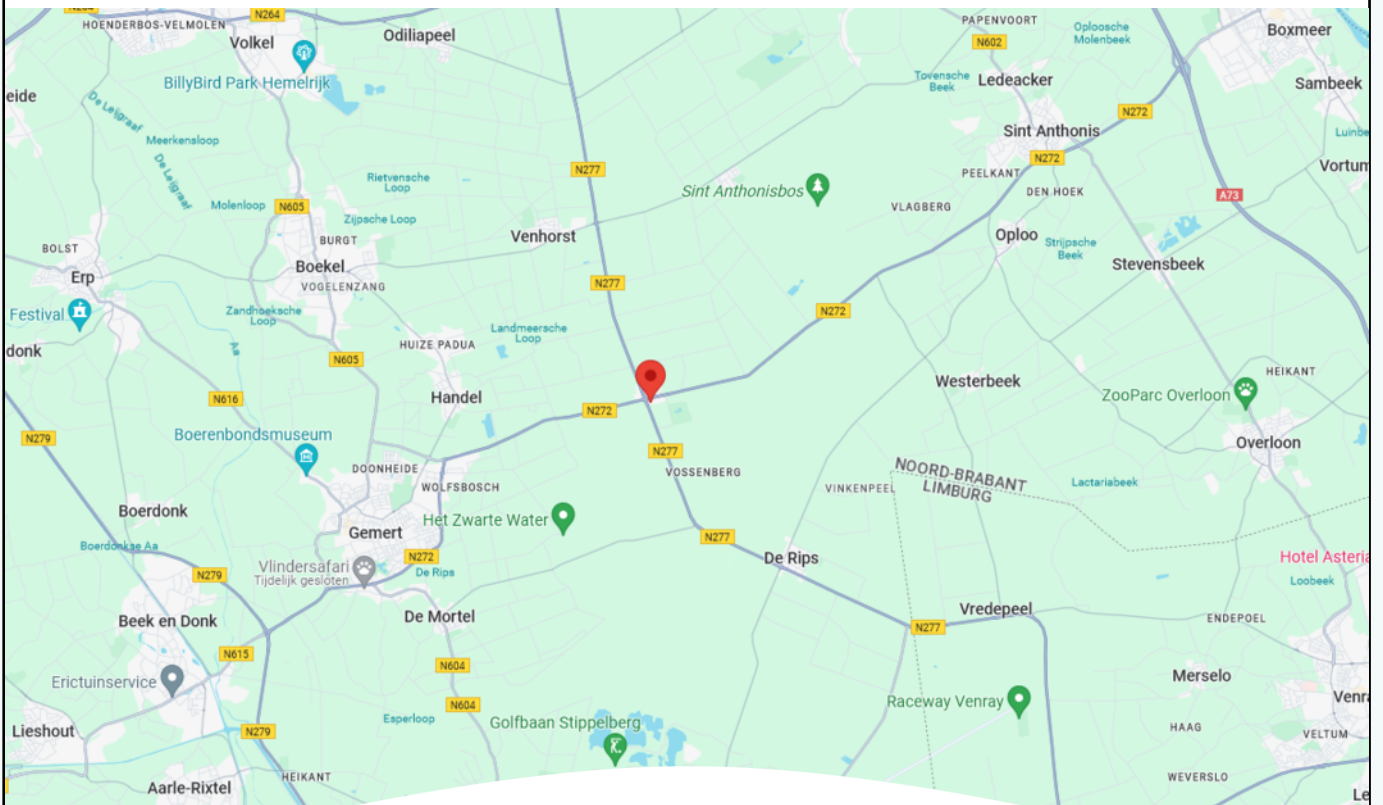 N264
HOENDERBOS-VELMOLEN
N264
Volkel
Odiliapeel
PAPENVOORT
N602
Oploosche
Molenbeek
Boxmeer
BillyBird Park Hemelrijk
Tovensche
Beek
Ledeacker
Sambeek
eide
De Leijgraaf
N272
Meerkensloop
Sint Anthonis
Luinbe
N272
De Leijgraaf
N277
Rietvensche
Loop
Sint Anthonisbos
PEELKANT
Vortum
DEN HOEK
A73
Molenloop
N605
Zijpsche Loop
VLAGBERG
BOLST
BURGT
Venhorst
Oploo
Strijpsche
Beek
Erp
Boekel
VOGELENZANG
Stevensbeek
N277
Festival
Zandhoeksche
Loop
N272
Aa
Landmeersche
Loop
donk
N605
HUIZE PADUA
HEIKANT
Westerbeek
ZooParc Overloon
N616
Handel
N272
N279
Boerenbondsmuseum
N277
Overloon
DOONHEIDE
VOSSENBERG
NOORD-BRABANT
LIMBURG
WOLFSBOSCH
VINKENPEEL
Lactariabeek
Boerdonk
Het Zwarte Water
Gemert
N277
Boerdonkse Aa
N272
De Rips
Hotel Asteria
Vlindersafari
Tijdelijk gesloten
De Rips
N279
Loobeek
De Mortel
Vredepeel
ENDEPOEL
Beek en Donk
N277
N615
N604
Merselo
Erictuinservice
Raceway Venray
Venra
N604
Esperloop
Golfbaan Stippelberg
HAAG
Lieshout
N279
VELTUM
HEIKANT
WEVERSLO
Aarle-Rixtel
Le